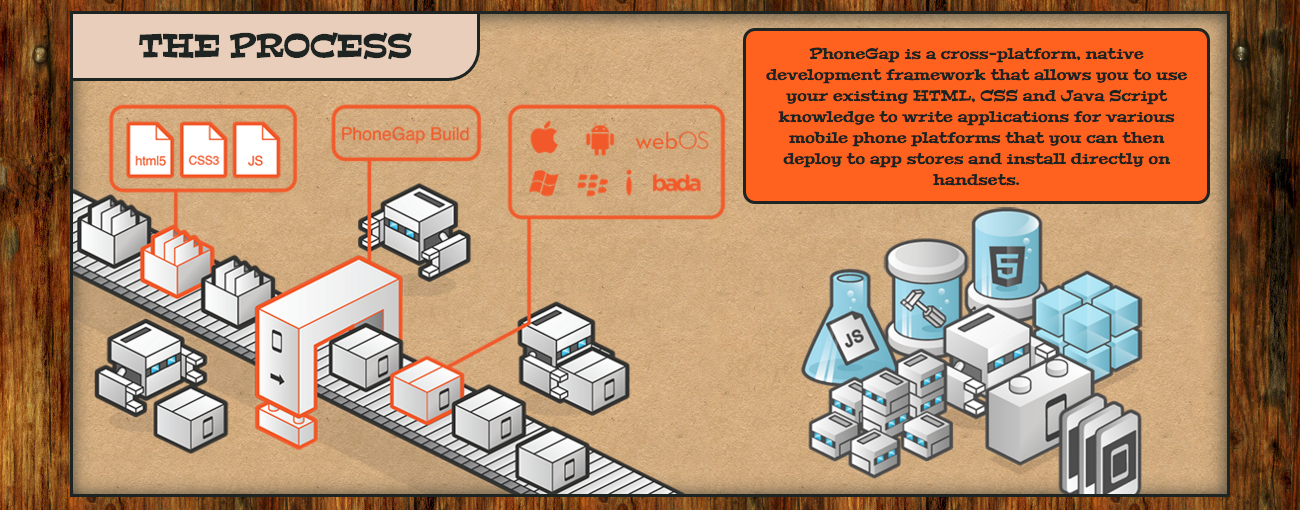 THE PROCESS
PhoneGap is a cross-platform, native
development framework that allows you to use
your existing HTML, CSS and Java Script
knowledge to write applications for various
mobile phone platforms that you can then
deploy to app stores and install directly on
handsets.
html5 CSS3 JS
PhoneGap Build
webOS
bada
5
JS